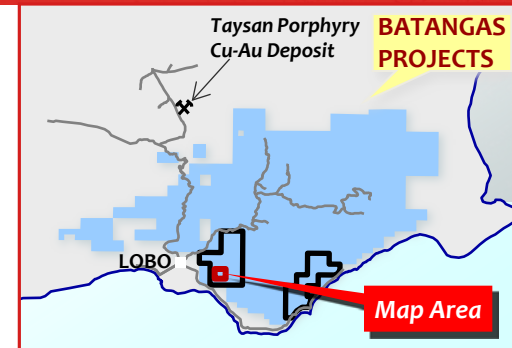 Taysan Porphyry
Cu-Au Deposit
BATANGAS
PROJECTS
LOBO
Map Area